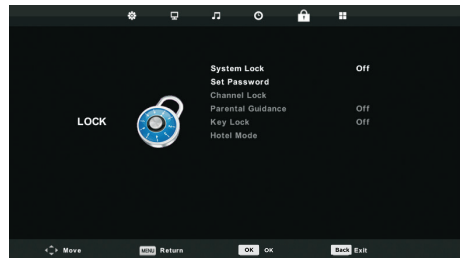 System Lock Off
Set Password
Channel Lock
Parental Guidance Off
LOCK
Key Lock Off
Hotel Mode
Move MENU Return OK OK Back Exit